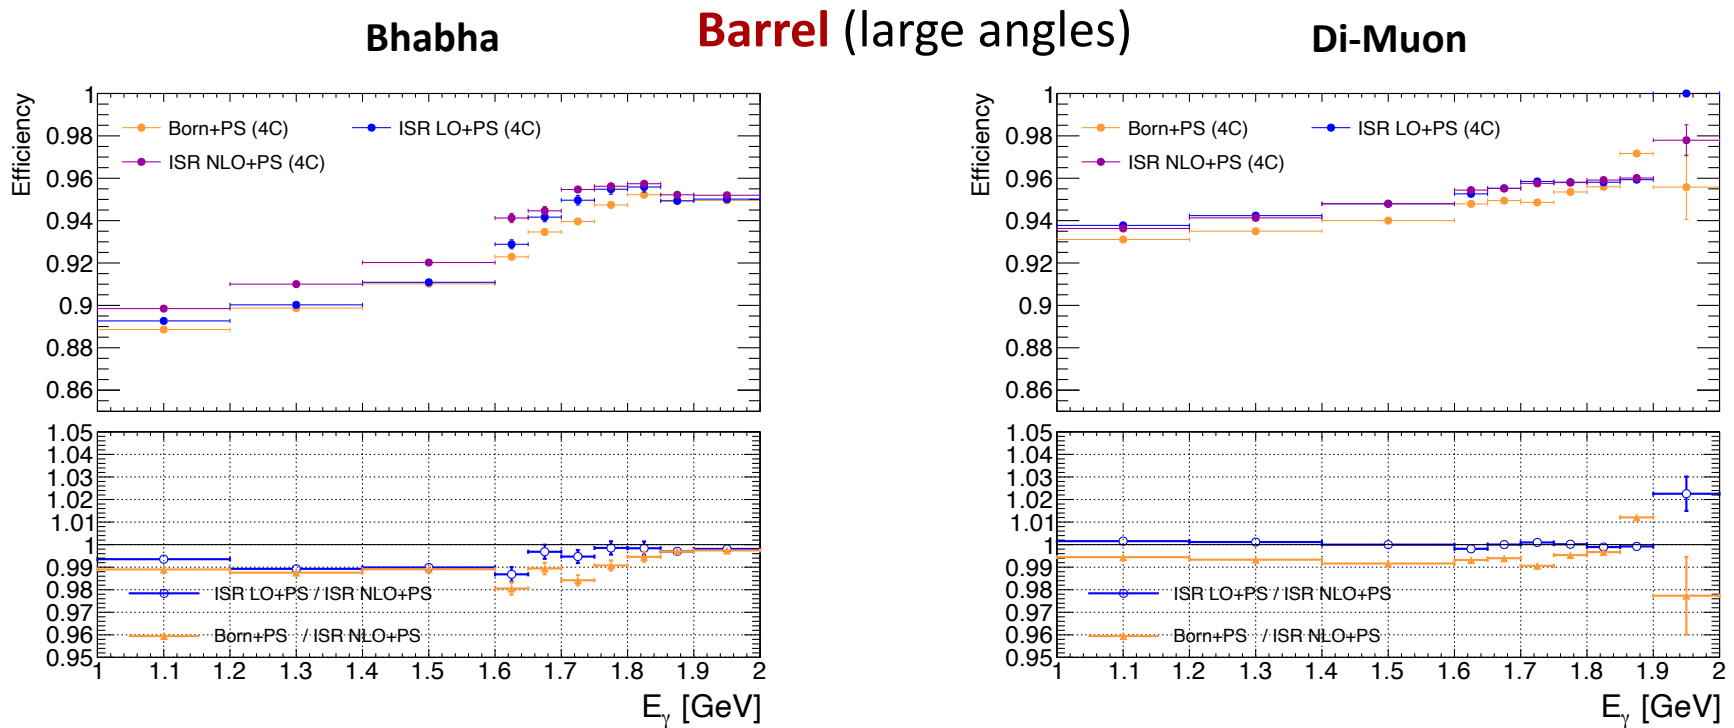 Barrel (large angles)
Bhabha
Di-Muon
Efficiency
1
0.98
0.96
0.94
0.92
0.9
0.88
0.86
Born+PS (4C)
ISR LO+PS (4C)
ISR NLO+PS (4C)
1.05
1.04
1.03
1.02
1.01
1
0.99
0.98
0.97
0.96
0.95
ISR LO+PS / ISR NLO+PS
Born+PS / ISR NLO+PS
1 1.1 1.2 1.3 1.4 1.5 1.6 1.7 1.8 1.9 2
Eγ [GeV]
Efficiency
1
0.98
0.96
0.94
0.92
0.9
0.88
0.86
Born+PS (4C)
ISR LO+PS (4C)
ISR NLO+PS (4C)
1.05
1.04
1.03
1.02
1.01
1
0.99
0.98
0.97
0.96
0.95
ISR LO+PS / ISR NLO+PS
Born+PS / ISR NLO+PS
1 1.1 1.2 1.3 1.4 1.5 1.6 1.7 1.8 1.9 2
Eγ [GeV]